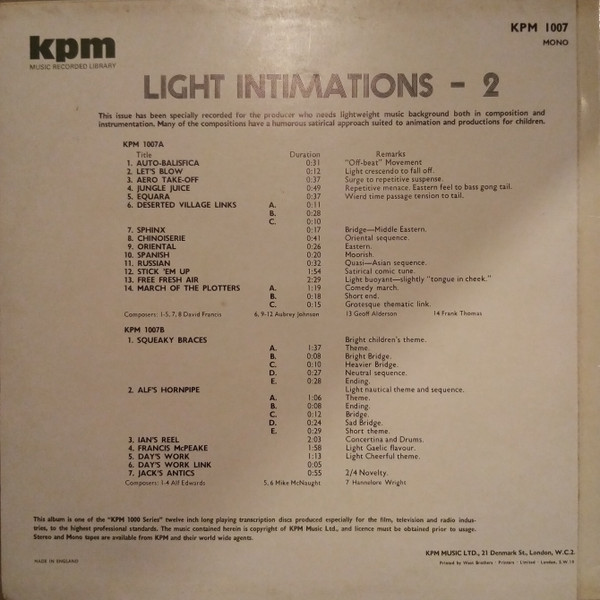 KPM 1007
kpm
MONO
MUSIC RECORDED LIBRARY
LIGHT INTIMATIONS - 2
This issue has been specially recorded for the producer who needs lightweight music background both in composition and
instrumentation. Many of the compositions have a humorous satirical approach suited to animation and productions for children.
KPM 1007A
Title Duration Remarks
1. AUTO-BALISFICA 0:31 "Off-beat" Movement
2. LET'S BLOW 0:12 Light crescendo to fall off.
3. AERO TAKE-OFF 0:37 Surge to repetitive suspense.
4. JUNGLE JUICE 0:49 Repetitive menace. Eastern feel to bass gong tail.
5. EQUARA 0:37 Wierd time passage tension to tail.
6. DESERTED VILLAGE LINKS A. 0:11
B. 0:28
C. 0:10
7. SPHINX 0:17 Bridge—Middle Eastern.
8. CHINOISERIE 0:41 Oriental sequence.
9. ORIENTAL 0:26 Eastern.
10. SPANISH 0:20 Moorish.
11. RUSSIAN 0:32 Quasi—Asian sequence.
12. STICK 'EM UP 1:54 Satirical comic tune.
13. FREE FRESH AIR 2:29 Light buoyant—slightly "tongue in cheek."
14. MARCH OF THE PLOTTERS A. 1:19 Comedy march.
B. 0:18 Short end.
C. 0:15 Grotesque thematic link.
Composers: 1-5, 7, 8 David Francis 6, 9-12 Aubrey Johnson 13 Geoff Alderson 14 Frank Thomas
KPM 1007B
1. SQUEAKY BRACES Bright children's theme.
A. 1:37 Theme.
B. 0:08 Bright Bridge.
C. 0:10 Heavier Bridge.
D. 0:27 Neutral sequence.
E. 0:28 Ending.
2. ALF'S HORNPIPE Light nautical theme and sequence.
A. 1:06 Theme.
B. 0:08 Ending.
C. 0:12 Bridge.
D. 0:24 Sad Bridge.
E. 0:29 Short theme.
3. IAN'S REEL 2:03 Concertina and Drums.
4. FRANCIS McPEAKE 1:58 Light Gaelic flavour.
5. DAY'S WORK 1:13 Light Cheerful theme.
6. DAY'S WORK LINK 0:05
7. JACK'S ANTICS 0:55 2/4 Novelty.
Composers: 1-4 Alf Edwards 5, 6 Mike McNaught 7 Hannelore Wright
This album is one of the "KPM 1000 Series" twelve inch long playing transcription discs produced especially for the film, television and radio indus-
tries, to the highest professional standards. The music contained herein is copyright of KPM Music Ltd., and licence must be obtained prior to usage.
Stereo and Mono tapes are available from KPM and their world wide agents.
KPM MUSIC LTD., 21 Denmark St., London, W.C.2.
MADE IN ENGLAND
Printed by West Brothers · Printers · Limited · London, S.W.19